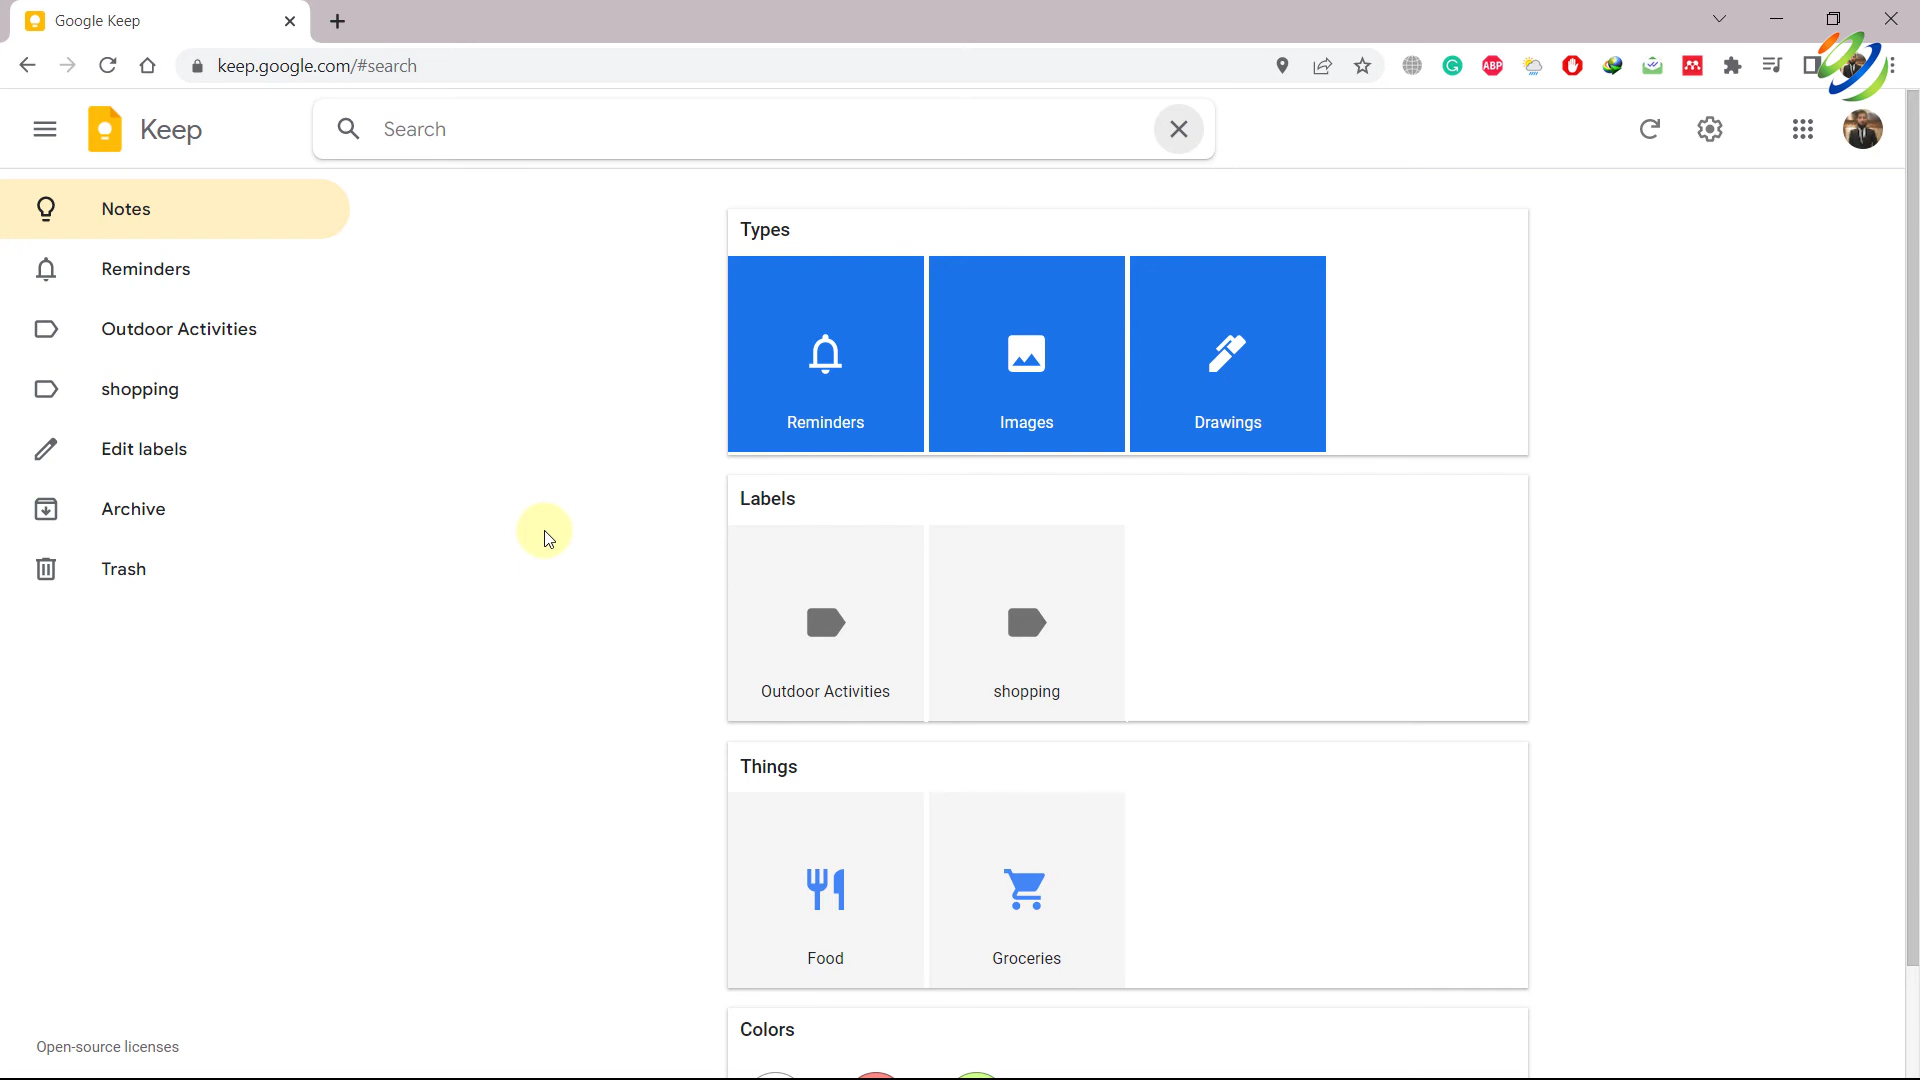 Google Keep
keep.google.com/#search
ABP
Keep
Search
Notes
Reminders
Outdoor Activities
shopping
Edit labels
Archive
Trash
Types
Reminders
Images
Drawings
Labels
Outdoor Activities
shopping
Things
Food
Groceries
Colors
Open-source licenses